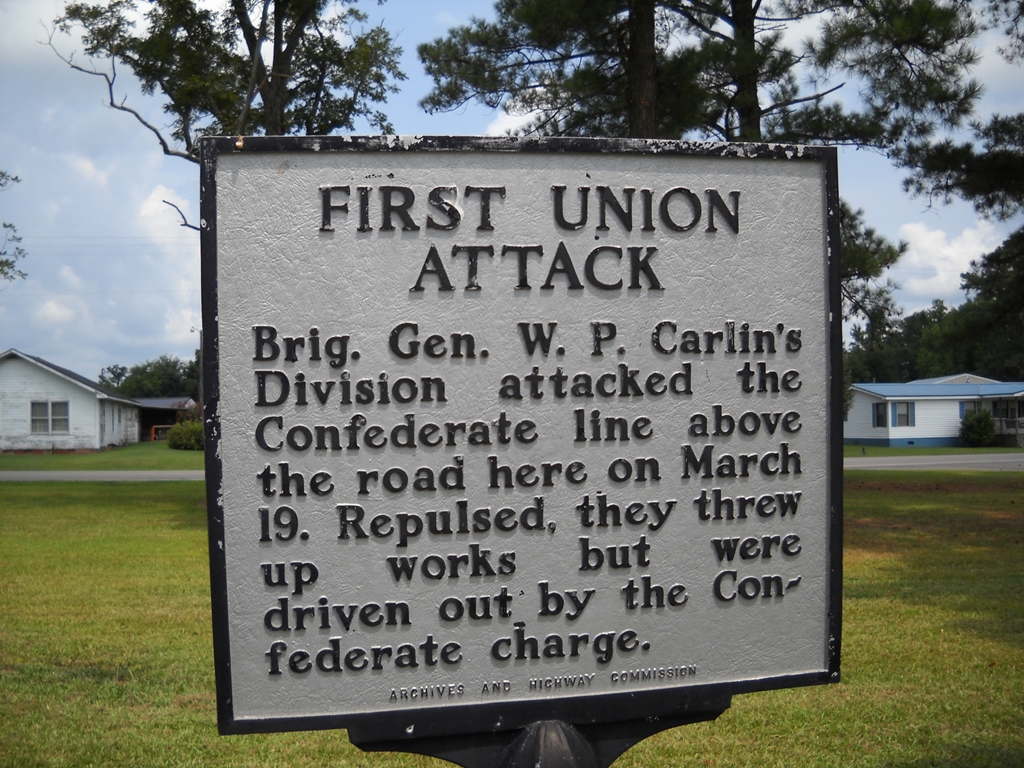 FIRST UNION
ATTACK
Brig. Gen. W. P. Carlin's
Division attacked the
Confederate line above
the road here on March
19. Repulsed, they threw
up works but were
driven out by the Con-
federate charge.
ARCHIVES AND HIGHWAY COMMISSION